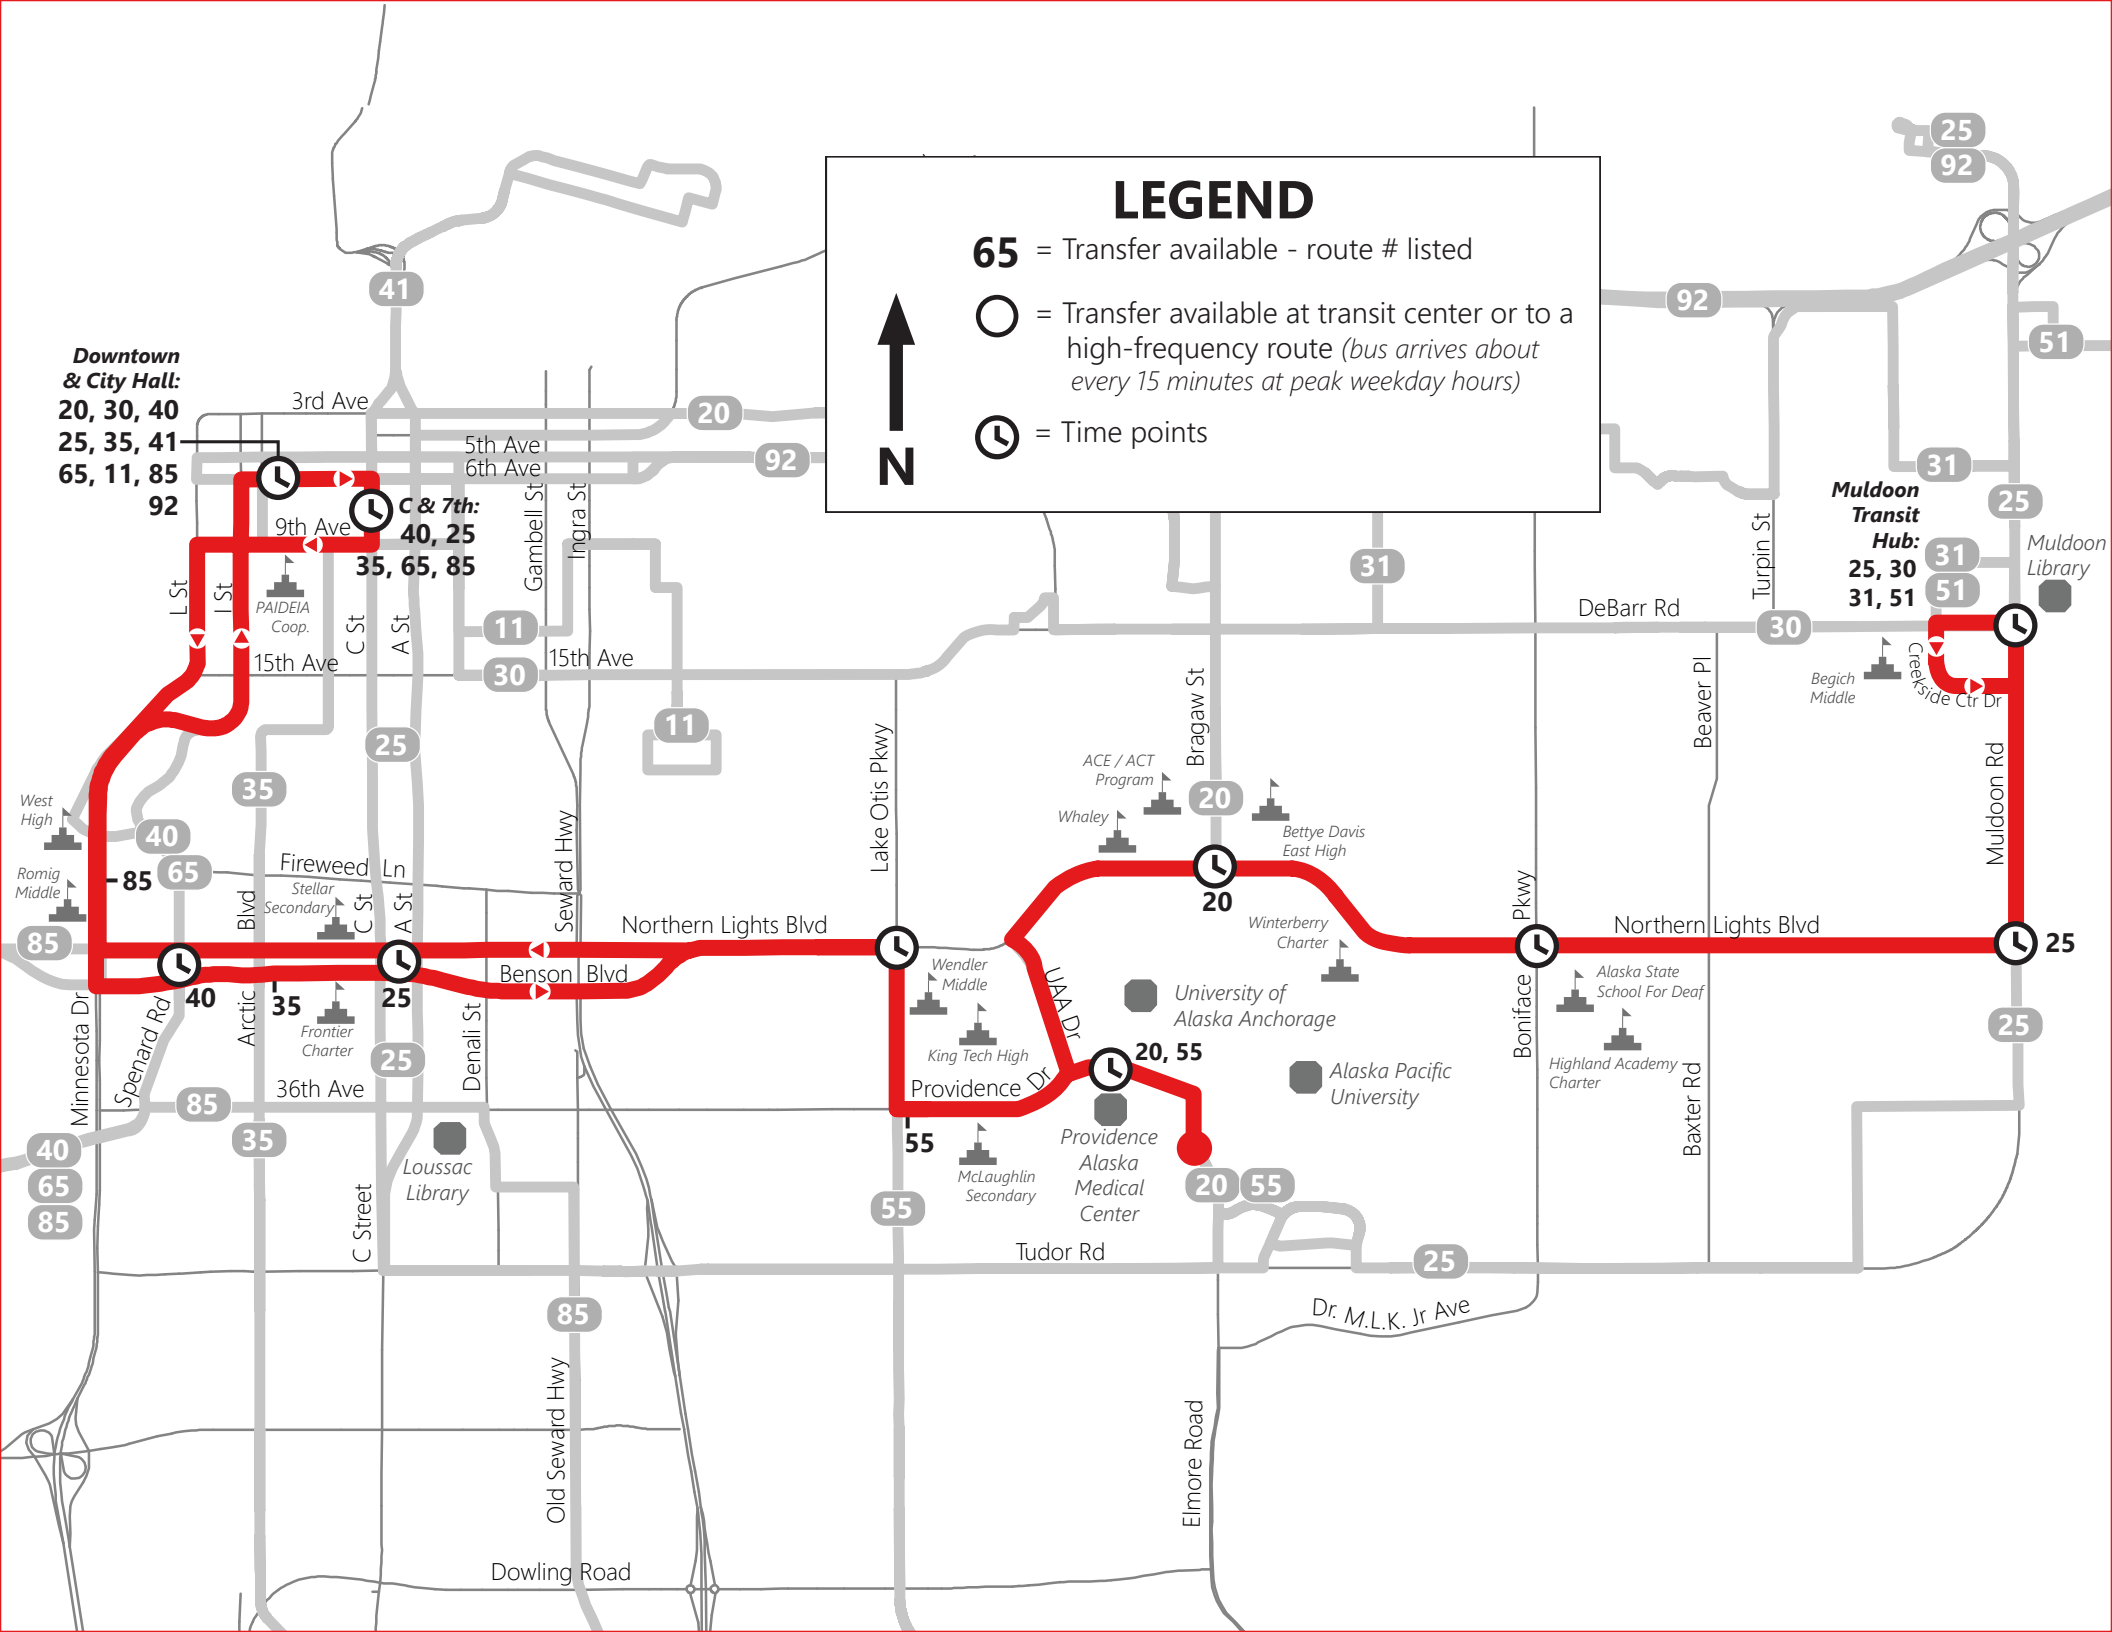 LEGEND
65 = Transfer available - route # listed
= Transfer available at transit center or to a
high-frequency route (bus arrives about
every 15 minutes at peak weekday hours)
= Time points
N
25
92
41
92
51
Downtown
& City Hall:
20, 30, 40
25, 35, 41
65, 11, 85
92
3rd Ave
20
5th Ave
6th Ave
92
31
C & 7th:
40, 25
35, 65, 85
9th Ave
Gambell St
Ingra St
Muldoon
Transit
Hub:
25, 30
31, 51
25
31
51
Muldoon
Library
Turpin St
31
L St
I St
PAIDEIA
Coop.
C St
A St
11
DeBarr Rd
30
15th Ave
15th Ave
30
Begich
Middle
Creekside Ctr Dr
11
25
35
Lake Otis Pkwy
Bragaw St
Beaver Pl
Muldoon Rd
ACE / ACT
Program
20
Whaley
Bettye Davis
East High
West
High
40
Romig
Middle
85
65
Fireweed Ln
Stellar
Secondary
Blvd
C St
A St
Seward Hwy
20
Pkwy
85
Northern Lights Blvd
Winterberry
Charter
Northern Lights Blvd
25
Benson Blvd
40
35
25
Wendler
Middle
King Tech High
UAA Dr
University of
Alaska Anchorage
Alaska State
School For Deaf
Highland Academy
Charter
Boniface
25
Minnesota Dr
Spenard Rd
Arctic
Frontier
Charter
Denali St
25
20, 55
Alaska Pacific
University
Providence Dr
36th Ave
85
35
55
McLaughlin
Secondary
Providence
Alaska
Medical
Center
Baxter Rd
40
65
85
Loussac
Library
C Street
55
20
55
Tudor Rd
25
85
Dr. M.L.K. Jr Ave
Old Seward Hwy
Elmore Road
Dowling Road